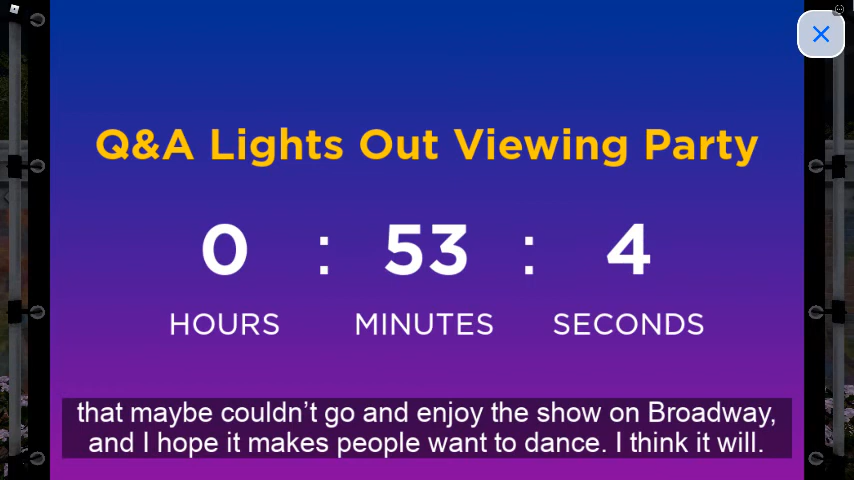 Q&A Lights Out Viewing Party
0 : 53 : 4
HOURS MINUTES SECONDS
that maybe couldn’t go and enjoy the show on Broadway,
and I hope it makes people want to dance. I think it will.